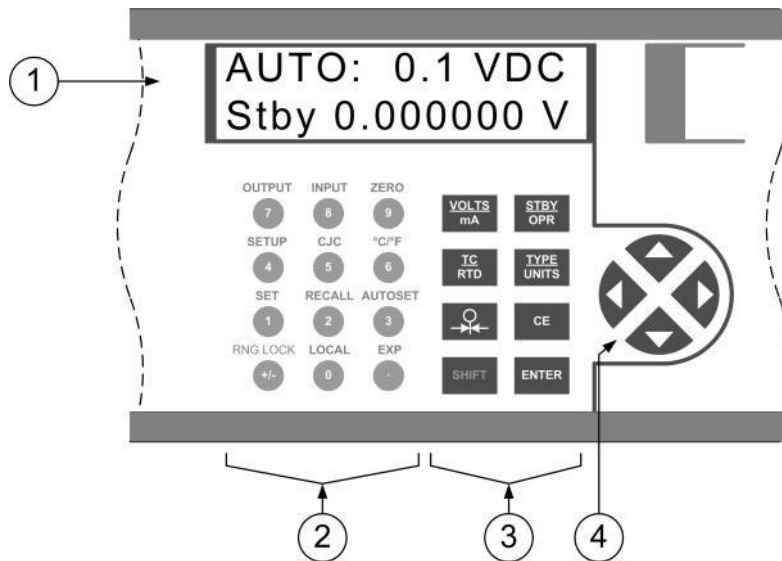 1
AUTO: 0.1 VDC
Stby 0.000000 V
OUTPUT INPUT ZERO
7 8 9
VOLTS
mA
STBY
OPR
SETUP CJC °C/°F
4 5 6
TC
RTD
TYPE
UNITS
SET RECALL AUTOSET
1 2 3
CE
RNG LOCK LOCAL EXP
+/- 0 .
SHIFT ENTER
2 3 4